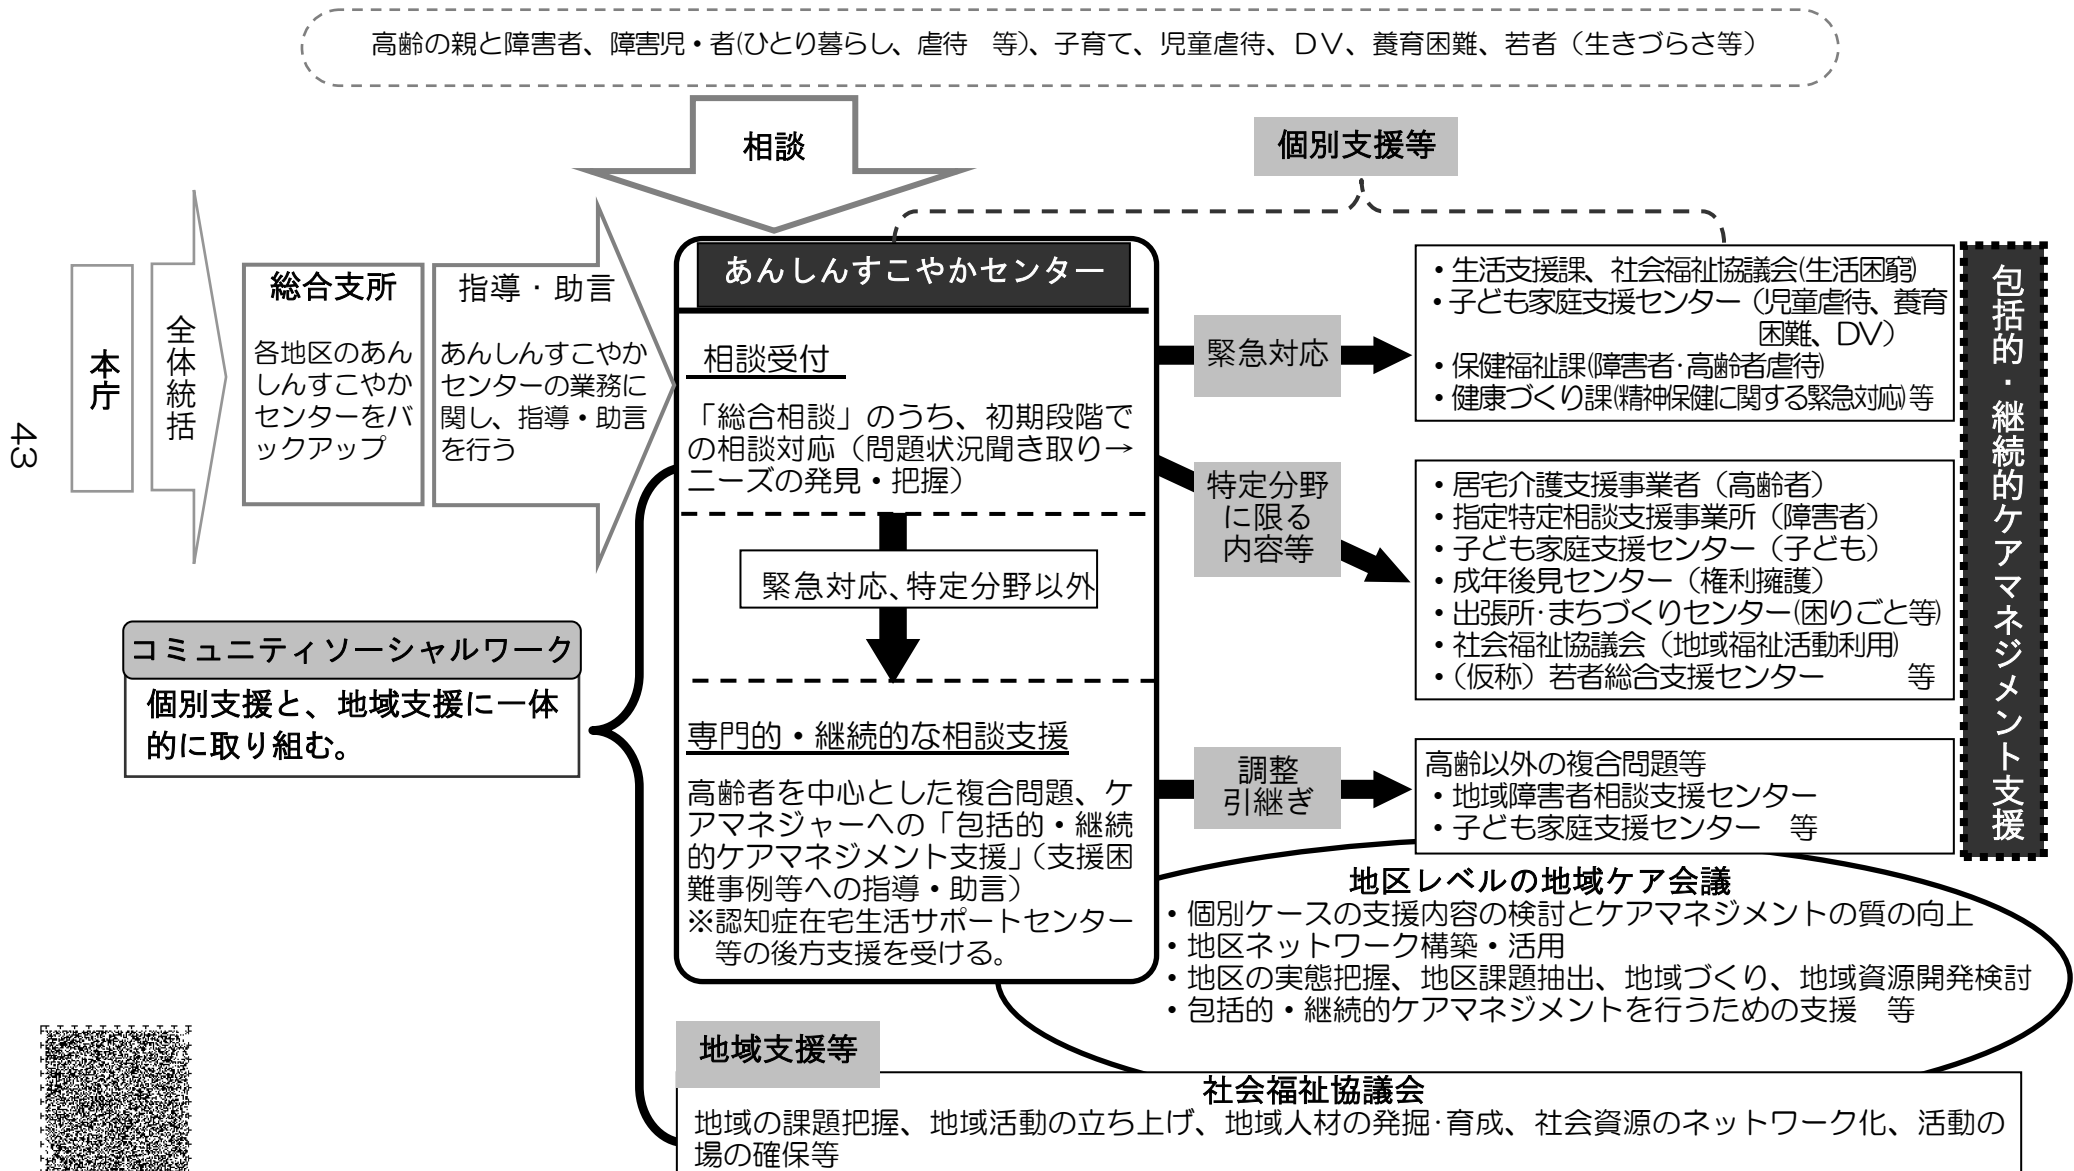 高齢の親と障害者、障害児・者(ひとり暮らし、虐待　等)、子育て、児童虐待、ＤＶ、養育困難、若者（生きづらさ等）
相談
個別支援等
本庁
全体統括
総合支所
各地区のあん
しんすこやか
センターをバ
ックアップ
指導・助言
あんしんすこやか
センターの業務に
関し、指導・助言
を行う
あんしんすこやかセンター
相談受付
「総合相談」のうち、初期段階で
の相談対応（問題状況聞き取り→
ニーズの発見・把握）
緊急対応、特定分野以外
専門的・継続的な相談支援
高齢者を中心とした複合問題、ケ
アマネジャーへの「包括的・継続
的ケアマネジメント支援」（支援困
難事例等への指導・助言）
※認知症在宅生活サポートセンター
等の後方支援を受ける。
緊急対応
・生活支援課、社会福祉協議会(生活困窮)
・子ども家庭支援センター（児童虐待、養育
困難、ＤＶ）
・保健福祉課(障害者・高齢者虐待)
・健康づくり課(精神保健に関する緊急対応)等
特定分野
に限る
内容等
・居宅介護支援事業者（高齢者）
・指定特定相談支援事業所（障害者）
・子ども家庭支援センター（子ども）
・成年後見センター（権利擁護）
・出張所・まちづくりセンター(困りごと等)
・社会福祉協議会（地域福祉活動利用)
・（仮称）若者総合支援センター　　等
調整
引継ぎ
高齢以外の複合問題等
・地域障害者相談支援センター
・子ども家庭支援センター　等
包括的・継続的ケアマネジメント支援
コミュニティソーシャルワーク
個別支援と、地域支援に一体
的に取り組む。
地区レベルの地域ケア会議
・個別ケースの支援内容の検討とケアマネジメントの質の向上
・地区ネットワーク構築・活用
・地区の実態把握、地区課題抽出、地域づくり、地域資源開発検討
・包括的・継続的ケアマネジメントを行うための支援　等
地域支援等
社会福祉協議会
地域の課題把握、地域活動の立ち上げ、地域人材の発掘・育成、社会資源のネットワーク化、活動の
場の確保等
43